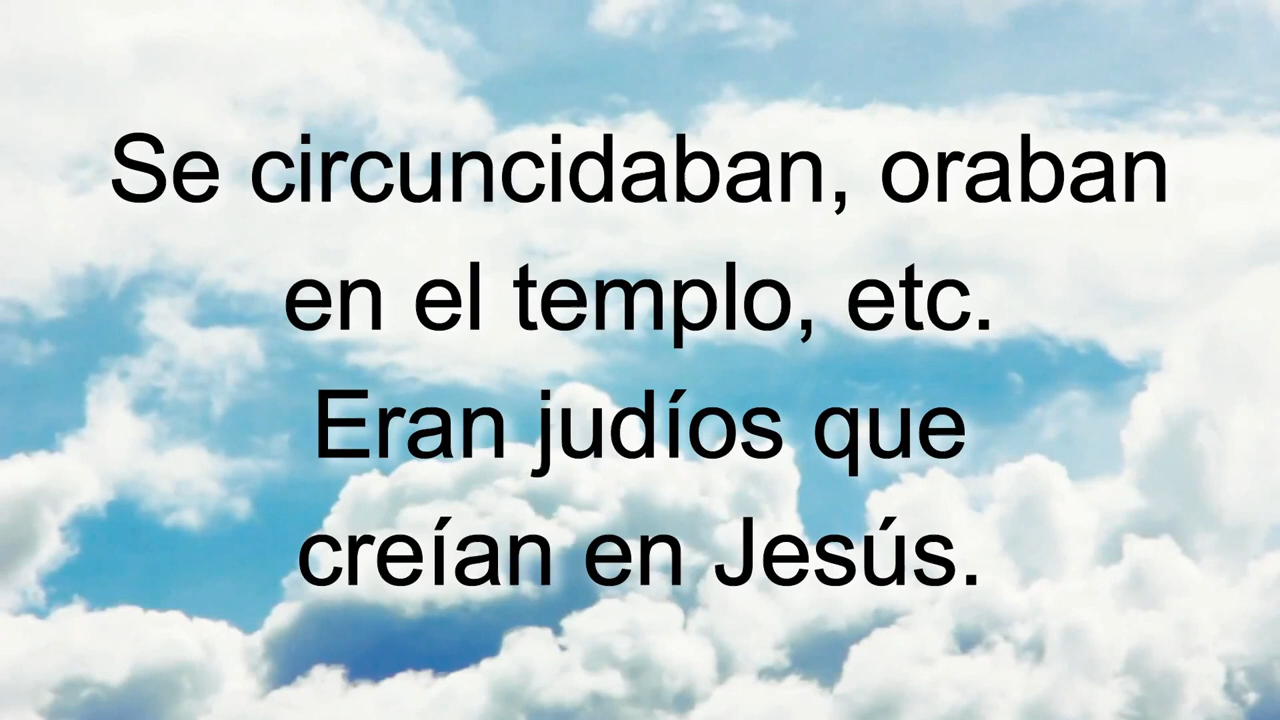 Se circuncidaban, oraban
en el templo, etc.
Eran judíos que
creían en Jesús.